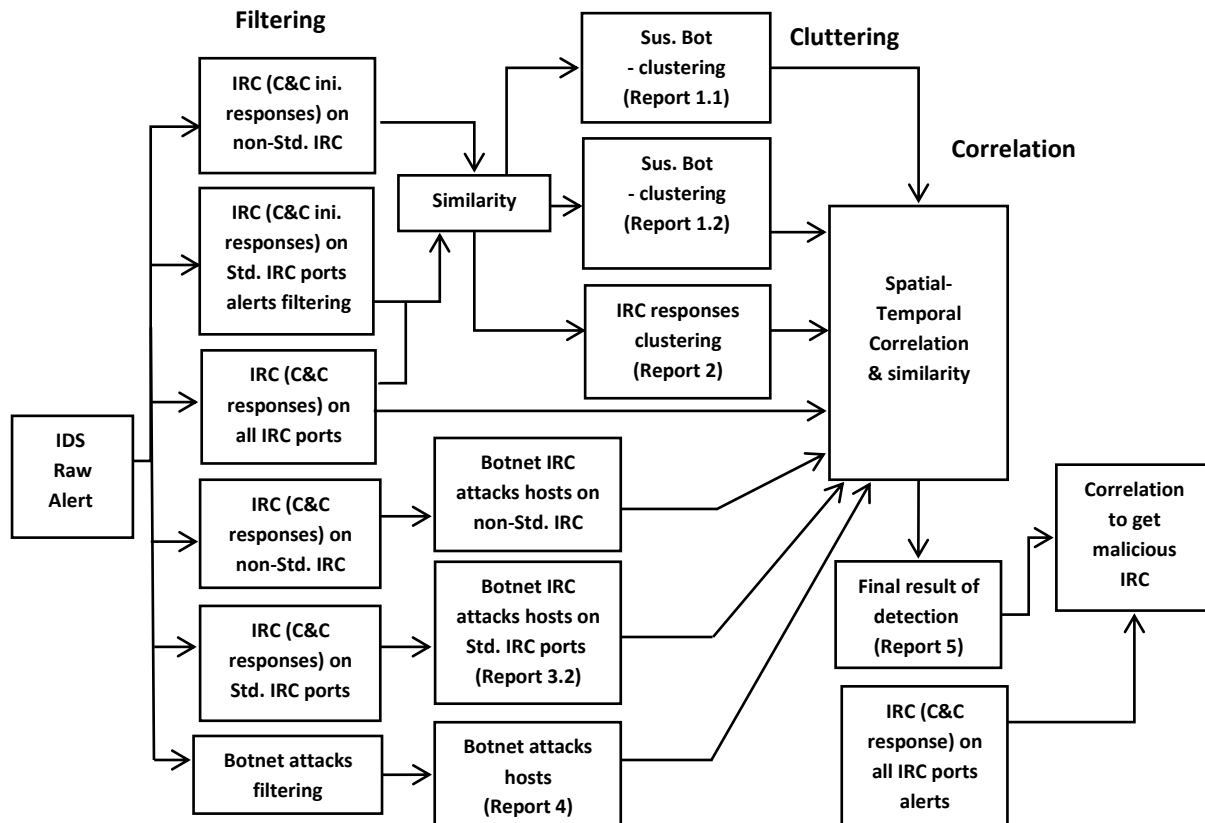 Filtering
Cluttering
Correlation
IDS
Raw
Alert
IRC (C&C ini.
responses) on
non-Std. IRC
IRC (C&C ini.
responses) on
Std. IRC ports
alerts filtering
IRC (C&C
responses) on
all IRC ports
IRC (C&C
responses) on
non-Std. IRC
IRC (C&C
responses) on
Std. IRC ports
Botnet attacks
filtering
Similarity
Botnet IRC
attacks hosts on
non-Std. IRC
Botnet IRC
attacks hosts on
Std. IRC ports
(Report 3.2)
Botnet attacks
hosts
(Report 4)
Sus. Bot
- clustering
(Report 1.1)
Sus. Bot
- clustering
(Report 1.2)
IRC responses
clustering
(Report 2)
Spatial-
Temporal
Correlation
& similarity
Final result of
detection
(Report 5)
IRC (C&C
response) on
all IRC ports
alerts
Correlation
to get
malicious
IRC